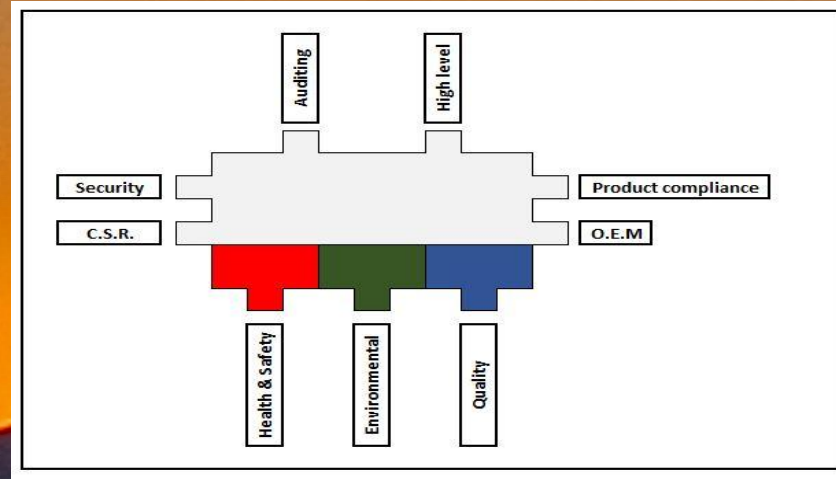 Auditing
High level
Security
Product compliance
C.S.R.
O.E.M
Health & Safety
Environmental
Quality